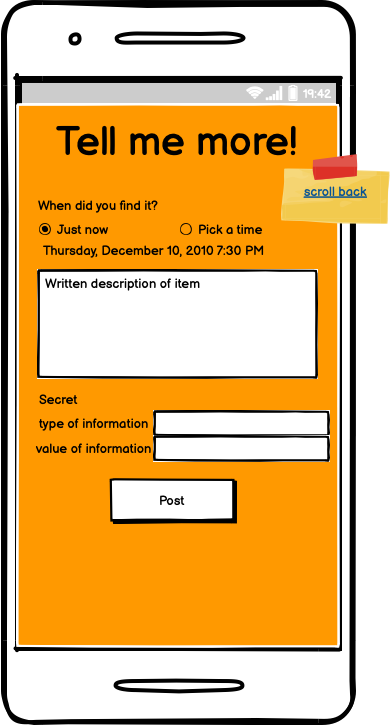 19:42
Tell me more!
scroll back
When did you find it?
Just now Pick a time
Thursday, December 10, 2010 7:30 PM
Written description of item
Secret
type of information
value of information
Post